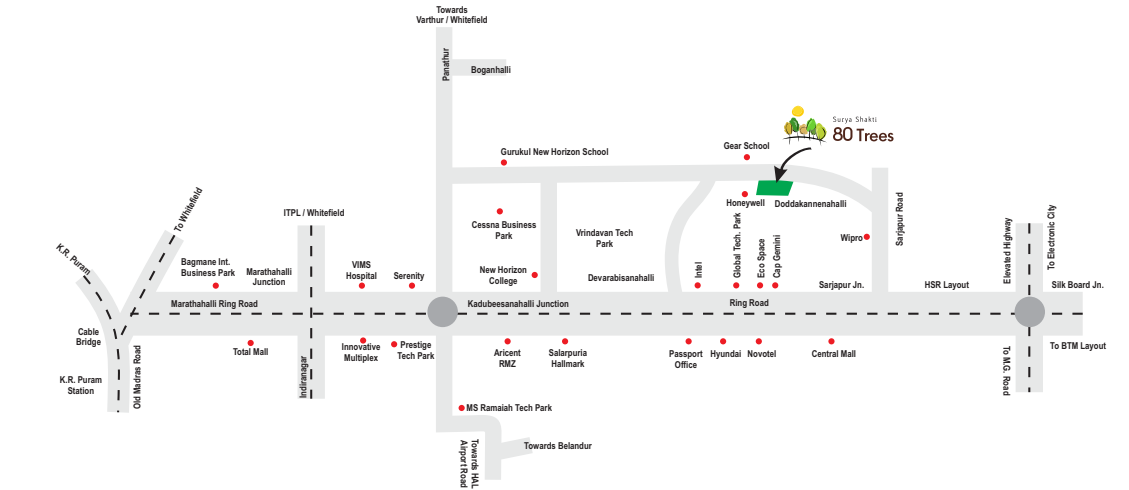 Towards
Varthur / Whitefield
Panathur
Boganhalli
Surya Shakti
80 Trees
Gear School
Gurukul New Horizon School
Honeywell
Doddakannenahalli
To Whitefield
ITPL / Whitefield
Cessna Business
Park
Vrindavan Tech
Park
Global Tech. Park
Eco Space
Cap Gemini
Wipro
Sarjapur Road
Elevated Highway
To Electronic City
K.R. Puram
Bagmane Int.
Business Park
Marathahalli
Junction
VIMS
Hospital
Serenity
New Horizon
College
Devarabisanahalli
Intel
Sarjapur Jn.
HSR Layout
Silk Board Jn.
Marathahalli Ring Road
Kadubeesanahalli Junction
Ring Road
Cable
Bridge
Total Mall
Innovative
Multiplex
Prestige
Tech Park
Aricent
RMZ
Salarpuria
Hallmark
Passport
Office
Hyundai
Novotel
Central Mall
To BTM Layout
To M.G. Road
K.R. Puram
Station
Old Madras Road
Indiranagar
MS Ramaiah Tech Park
Towards HAL
Airport Road
Towards Belandur